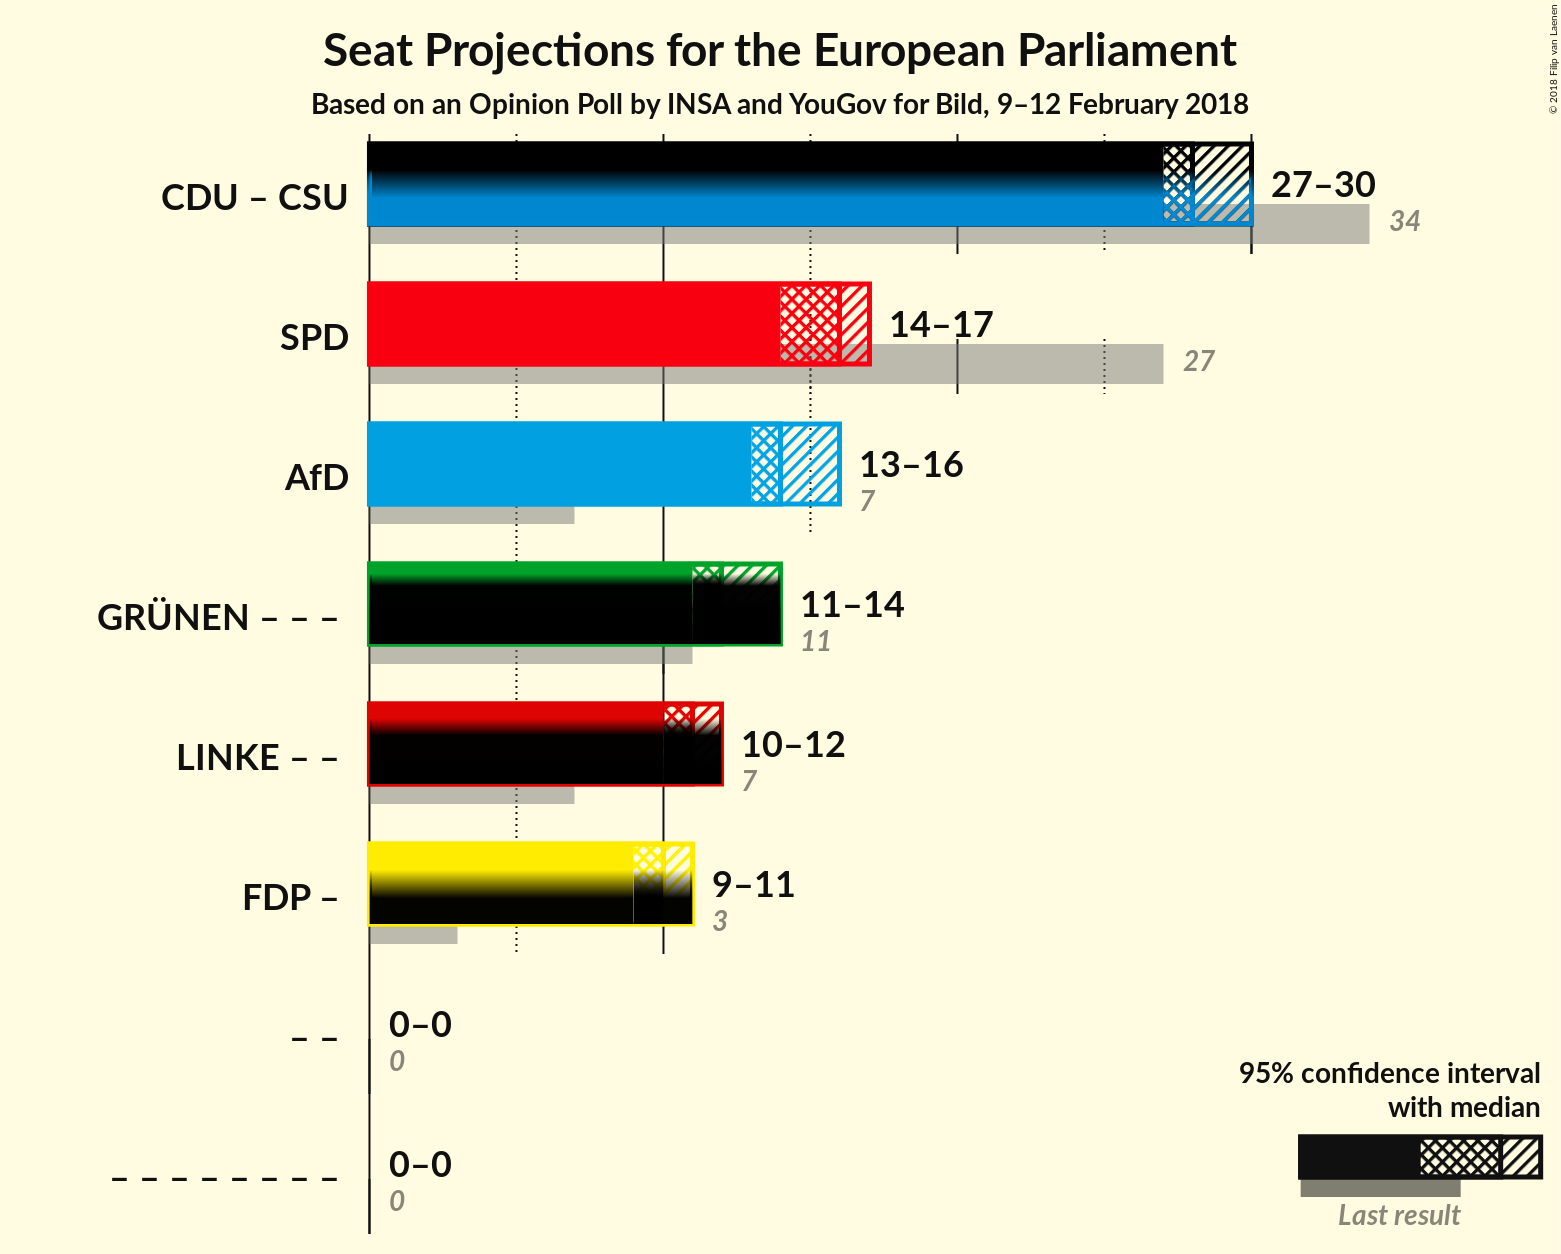 Seat Projections for the European Parliament
Based on an Opinion Poll by INSA and YouGov for Bild, 9–12 February 2018
© 2018 Filip van Laenen
CDU – CSU
27–30
34
SPD
14–17
27
AfD
13–16
7
GRÜNEN – – –
11–14
11
LINKE – –
10–12
7
FDP –
9–11
3
– –
0–0
0
– – – – – – – –
0–0
0
95% confidence interval
with median
Last result